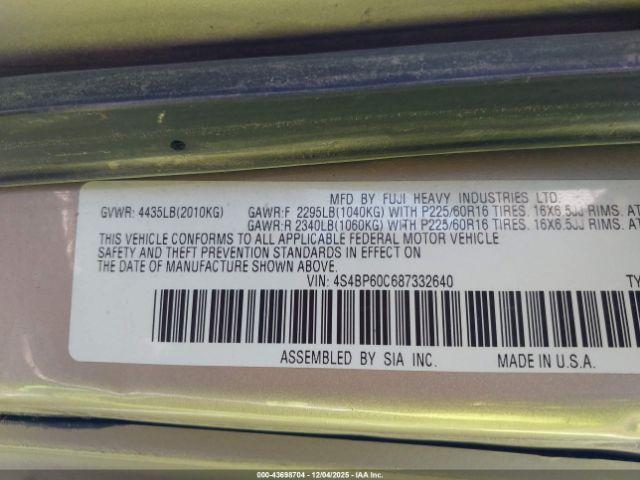 MFD BY FUJI HEAVY INDUSTRIES LTD.
GVWR: 4435LB(2010KG) GAWR:F 2295LB(1040KG) WITH P225/60R16 TIRES. 16X6.5JJ RIMS. AT
GAWR:R 2340LB(1060KG) WITH P225/60R16 TIRES. 16X6.5JJ RIMS. AT
THIS VEHICLE CONFORMS TO ALL APPLICABLE FEDERAL MOTOR VEHICLE
SAFETY AND THEFT PREVENTION STANDARDS IN EFFECT ON
THE DATE OF MANUFACTURE SHOWN ABOVE.
VIN: 4S4BP60C687332640 TY
ASSEMBLED BY SIA INC. MADE IN U.S.A.
000-43698704 - 12/04/2025 - IAAI.COM